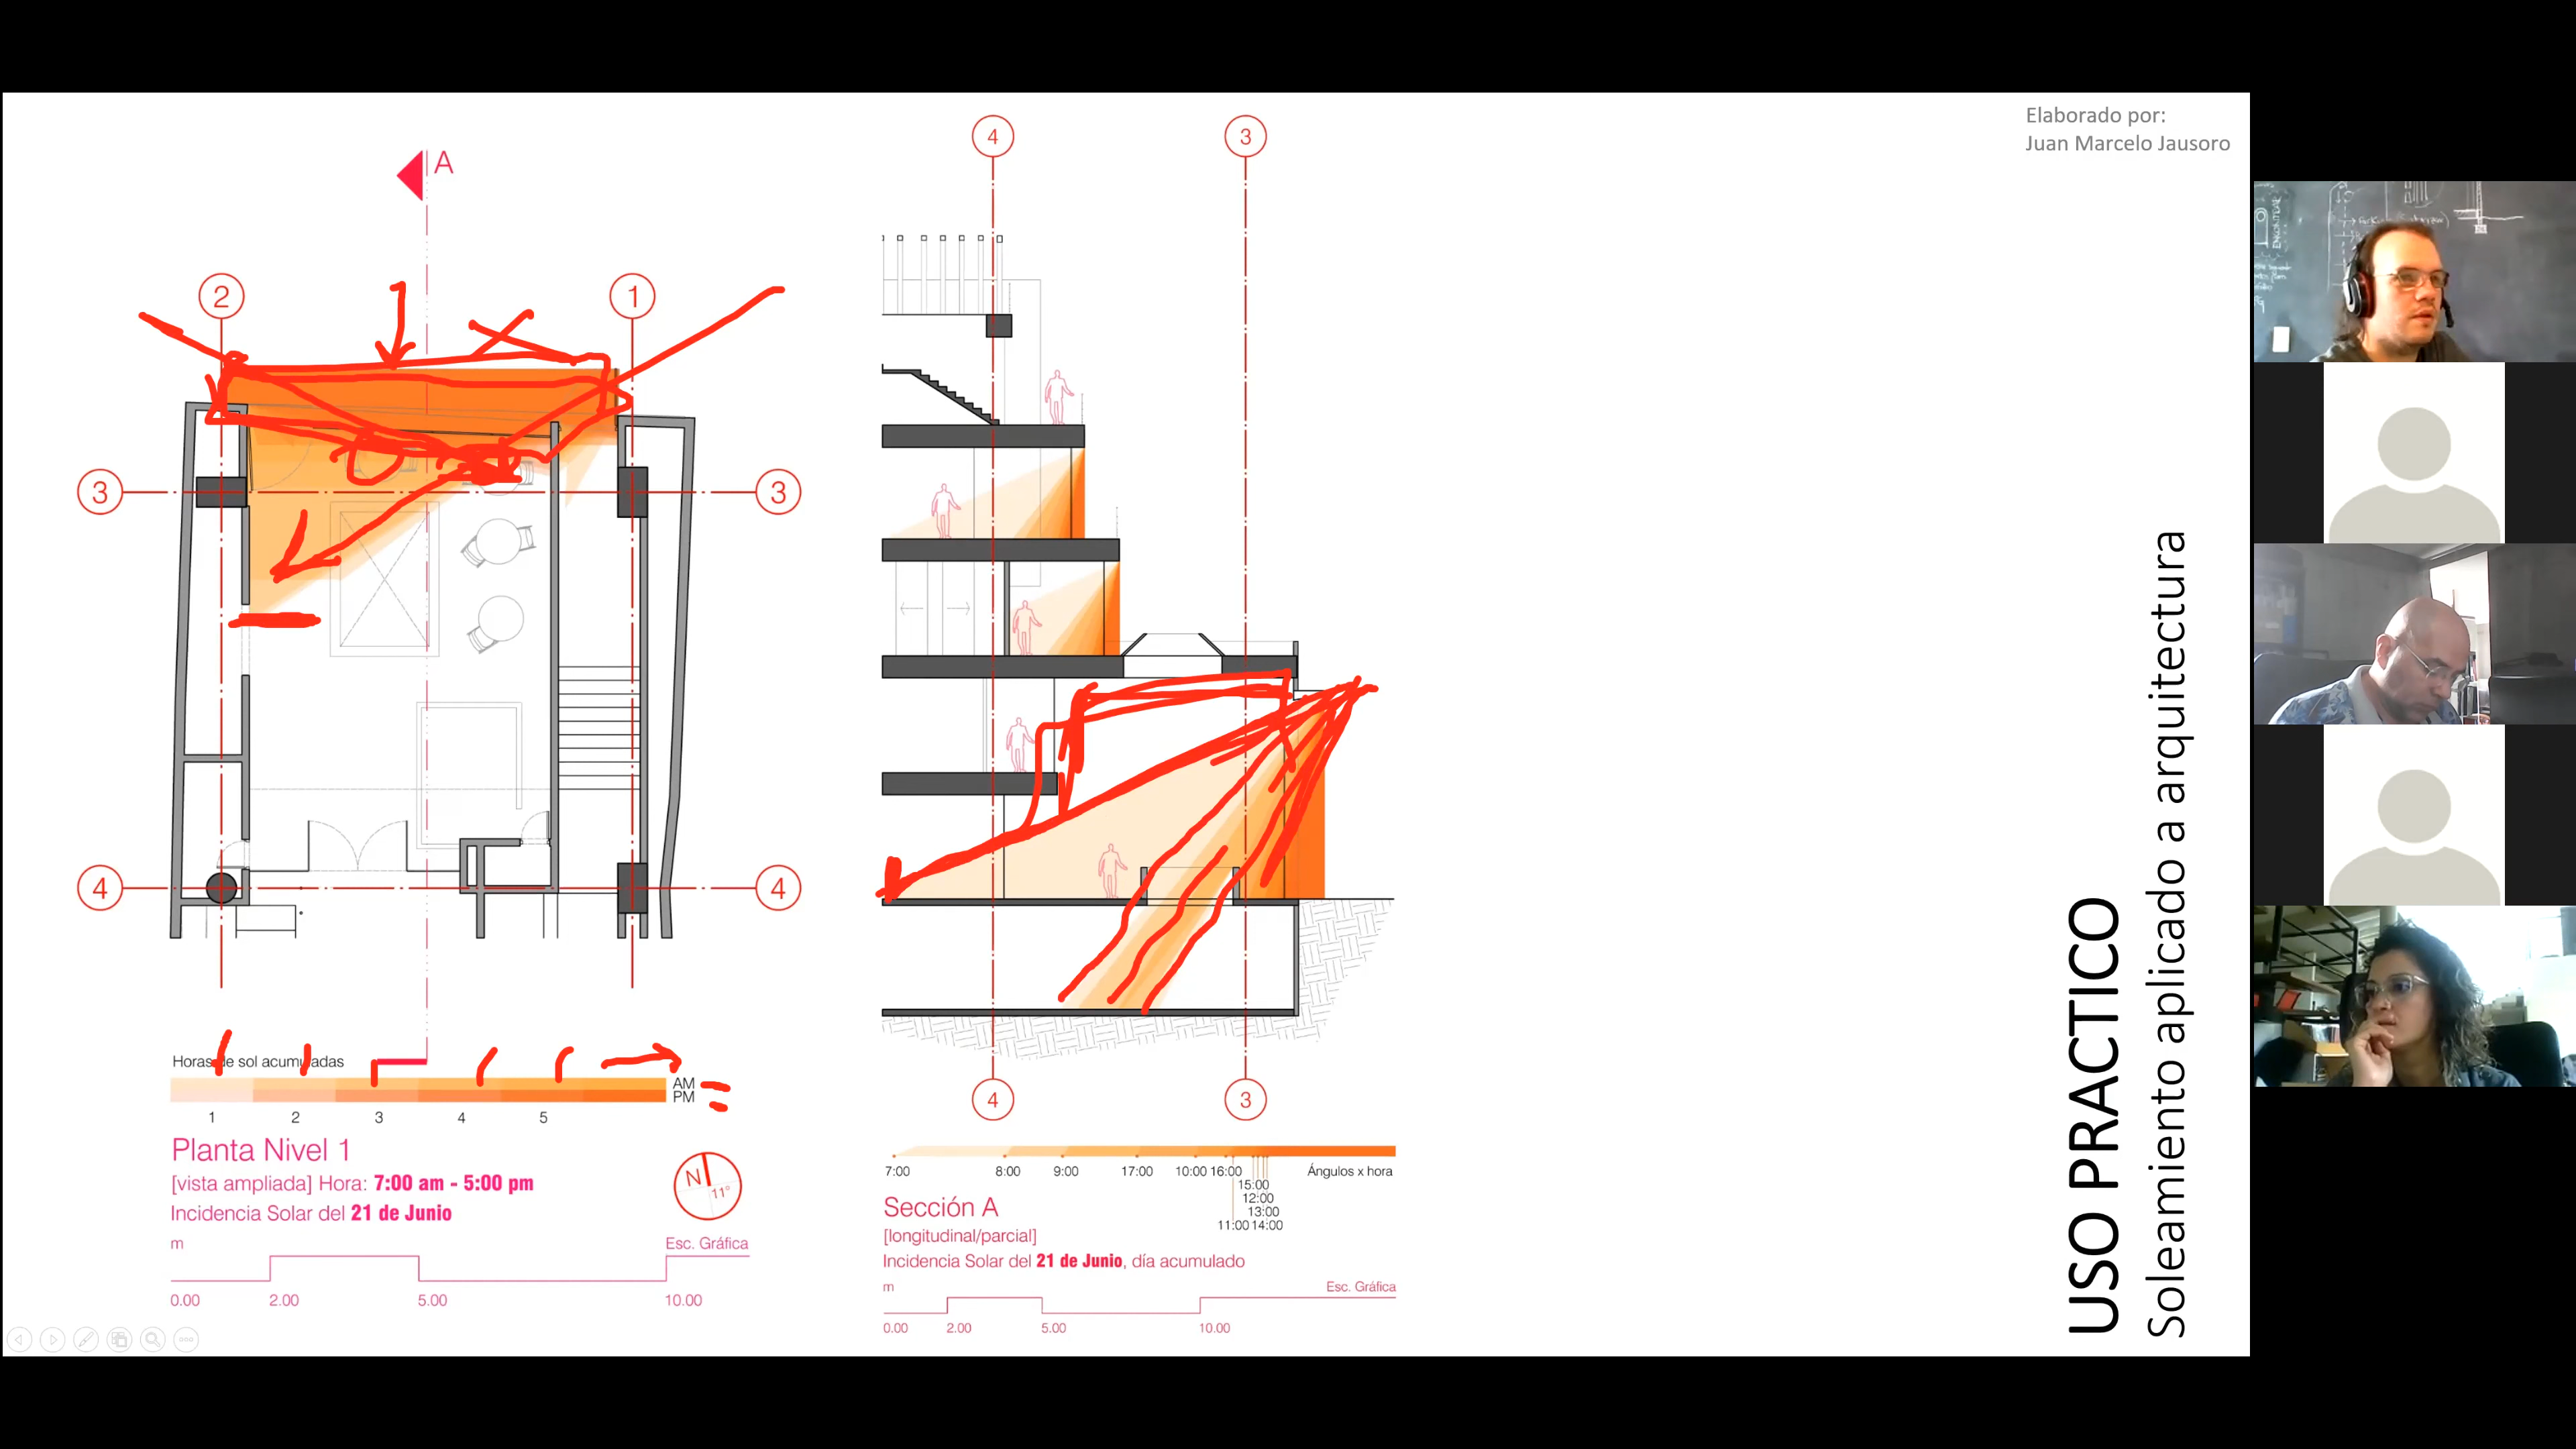 Elaborado por:
Juan Marcelo Jausoro
A
2
1
3
3
4
4
Horas de sol acumuladas
AM
PM
1 2 3 4 5
Planta Nivel 1
[vista ampliada] Hora: 7:00 am - 5:00 pm
Incidencia Solar del 21 de Junio
N
11°
m
Esc. Gráfica
0.00 2.00 5.00 10.00
4
3
4
3
7:00 8:00 9:00 17:00 10:00 16:00 Ángulos x hora
15:00
12:00
13:00
11:00 14:00
Sección A
[longitudinal/parcial]
Incidencia Solar del 21 de Junio, día acumulado
m
Esc. Gráfica
0.00 2.00 5.00 10.00
USO PRACTICO
Soleamiento aplicado a arquitectura